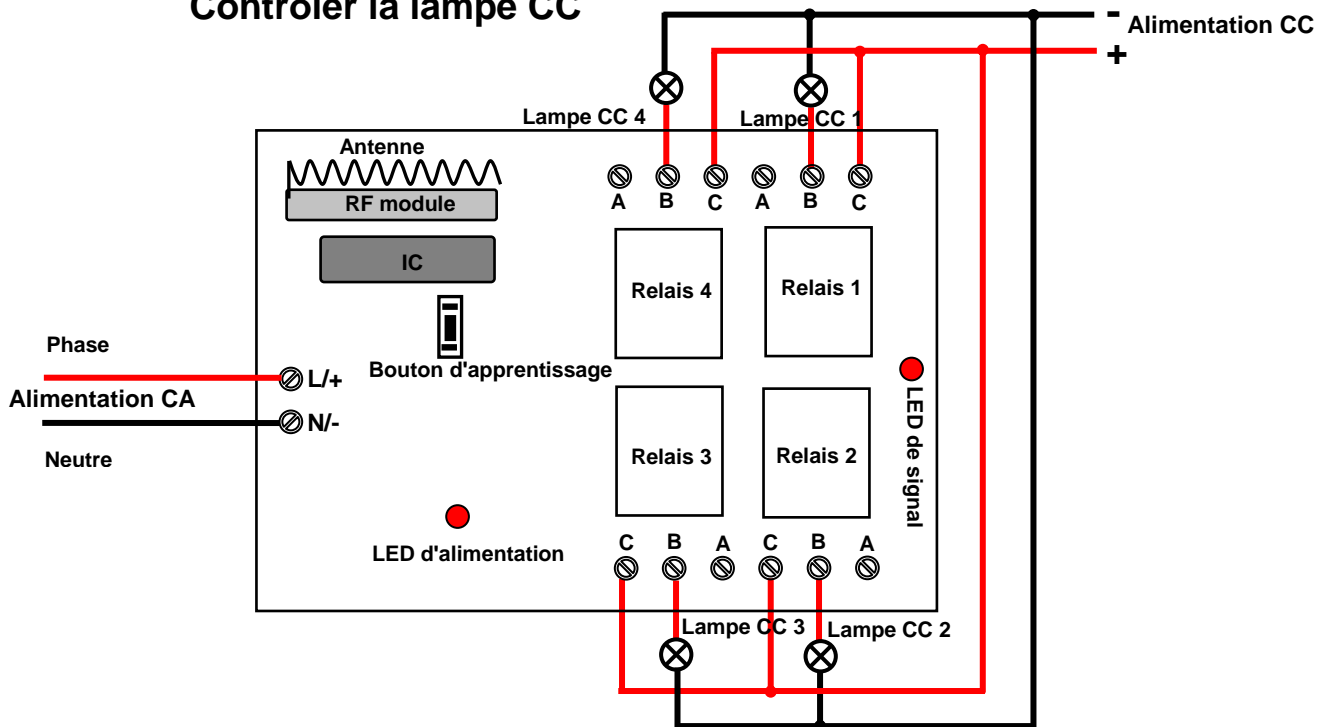 Contrôler la lampe CC
-
Alimentation CC
+
Lampe CC 4
Lampe CC 1
Antenne
RF module
A B C A B C
IC
Relais 4
Relais 1
Phase
Bouton d'apprentissage
L/+
Alimentation CA
N/-
Neutre
LED de signal
Relais 3
Relais 2
LED d'alimentation
C B A C B A
Lampe CC 3
Lampe CC 2